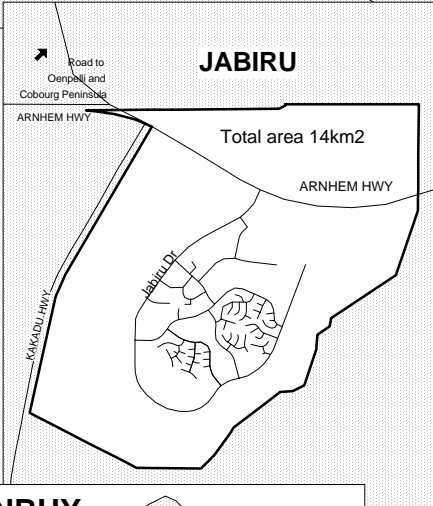 JABIRU
Road to
Oenpelli and
Cobourg Peninsula
ARNHEM HWY
Total area 14km2
ARNHEM HWY
Jabiru Dr
KAKADU HWY